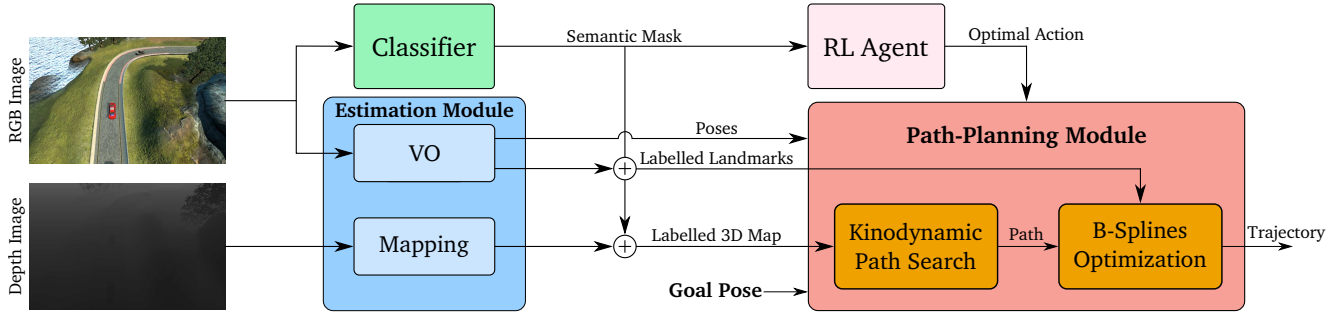 RGB Image
Depth Image
Classifier
Semantic Mask
RL Agent
Optimal Action
Estimation Module
VO
Mapping
Poses
Labelled Landmarks
Labelled 3D Map
Goal Pose
Path-Planning Module
Kinodynamic
Path Search
Path
B-Splines
Optimization
Trajectory